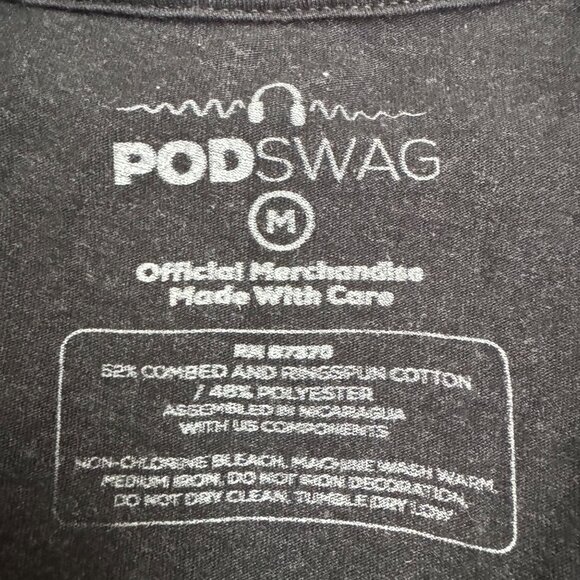 PODSWAG
M
Official Merchandise
Made With Care
RN 87370
52% COMBED AND RINGSPUN COTTON
/ 48% POLYESTER
ASSEMBLED IN NICARAGUA
WITH US COMPONENTS
NON-CHLORINE BLEACH, MACHINE WASH WARM,
MEDIUM IRON, DO NOT IRON DECORATION,
DO NOT DRY CLEAN, TUMBLE DRY LOW